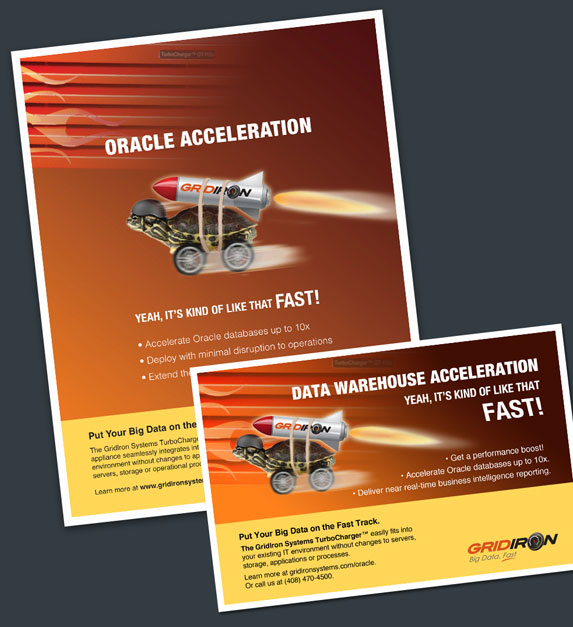 ORACLE ACCELERATION
GRIDIRON
YEAH, IT'S KIND OF LIKE THAT FAST!
• Accelerate Oracle databases up to 10x
• Deploy with minimal disruption to operations
• Extend the
Put Your Big Data on the
The GridIron Systems TurboCharge
appliance seamlessly integrates into
environment without changes to ap
servers, storage or operational proc
Learn more at www.gridironsystem
DATA WAREHOUSE ACCELERATION
YEAH, IT'S KIND OF LIKE THAT
FAST!
GRIDIRON
• Get a performance boost!
• Accelerate Oracle databases up to 10x.
• Deliver near real-time business intelligence reporting.
Put Your Big Data on the Fast Track.
The GridIron Systems TurboCharger™ easily fits into
your existing IT environment without changes to servers,
storage, applications or processes.
Learn more at gridironsystems.com/oracle.
Or call us at (408) 470-4500.
GRIDIRON
Big Data. Fast.